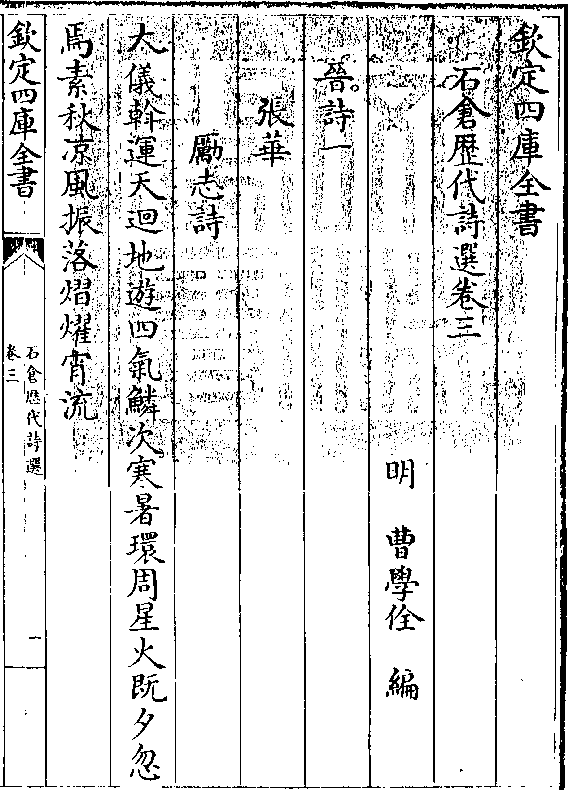 欽定四庫全書
石倉歷代詩選卷三
明 曹學佺 編
晉詩一
張華
勵志詩
大儀斡運天迴地遊四氣鱗次寒暑環周星火既夕忽
焉素秋凉風振落熠燿宵流
欽定四庫全書
石倉歷代詩選
卷三
一